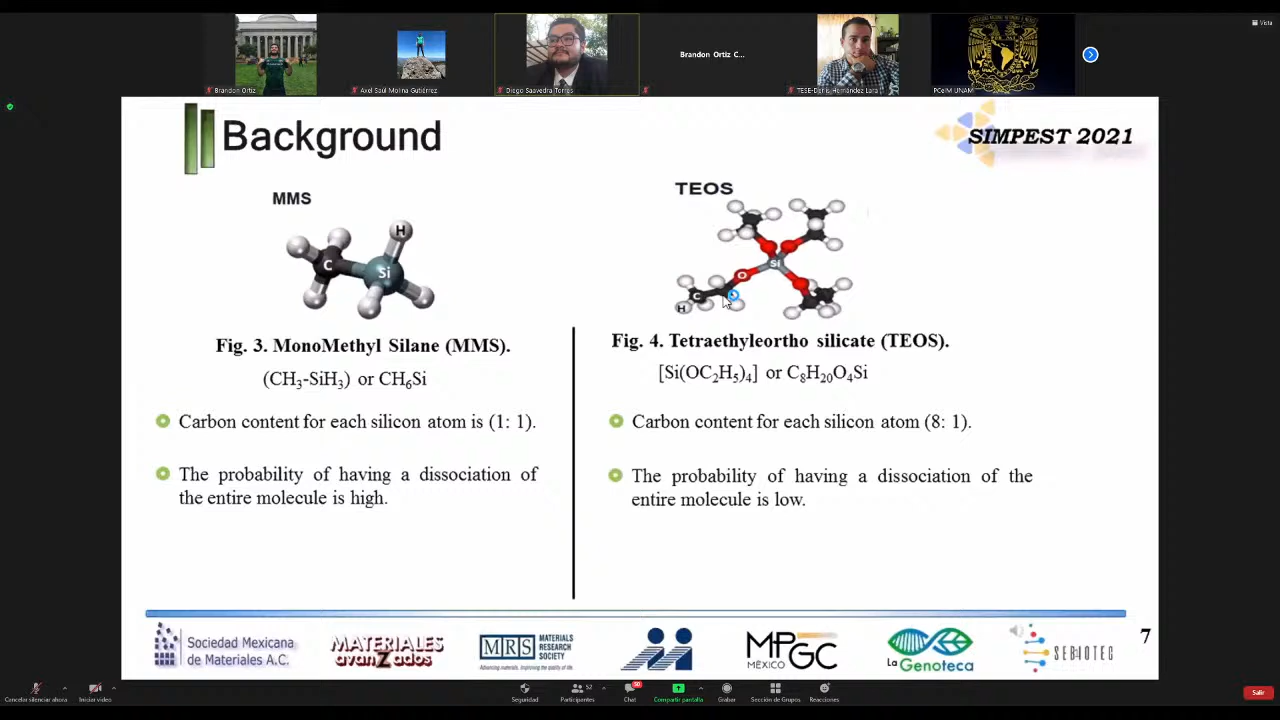 Vista
Brandon Ortiz C...
Brandon Ortiz
Axel Saúl Molina Gutiérrez
Diego Saavedra Torres
TESE-Denis Hernández Lara
PCeIM UNAM
Background
SIMPEST 2021
MMS
TEOS
H
C
Si
Si
O
C
H
Fig. 3. MonoMethyl Silane (MMS).
(CH3-SiH3) or CH6Si
Carbon content for each silicon atom is (1: 1).
The probability of having a dissociation of
the entire molecule is high.
Fig. 4. Tetraethyleortho silicate (TEOS).
[Si(OC2H5)4] or C8H20O4Si
Carbon content for each silicon atom (8: 1).
The probability of having a dissociation of the
entire molecule is low.
Sociedad Mexicana
de Materiales A.C.
MATERIALES
avanZados
MRS MATERIALS
RESEARCH
SOCIETY
Advancing materials. Improving the quality of life.
MPGC
MÉXICO
La Genoteca
SEBIOTEC
7
Cancelar silenciar ahora
Iniciar video
Seguridad
52
Participantes
50
Chat
Compartir pantalla
Grabar
Sección de Grupos
Reacciones
Salir